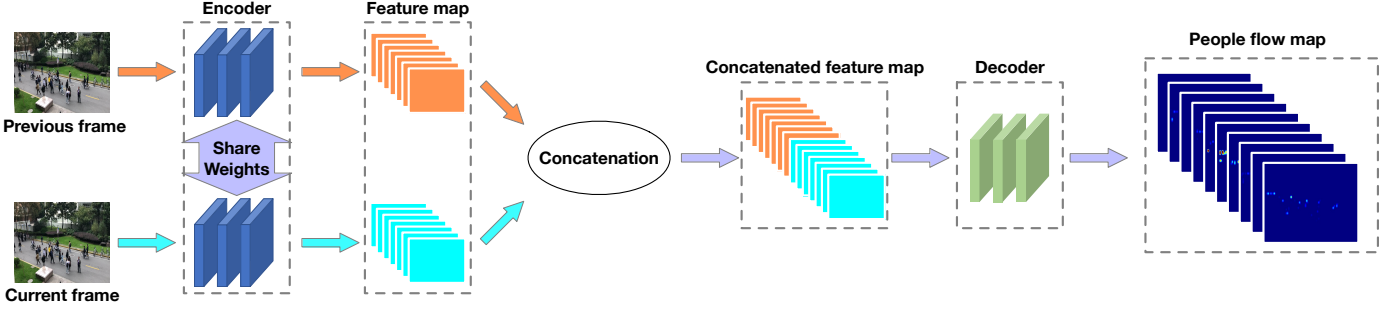 Encoder
Feature map
Previous frame
Share
Weights
Current frame
Concatenation
Concatenated feature map
Decoder
People flow map